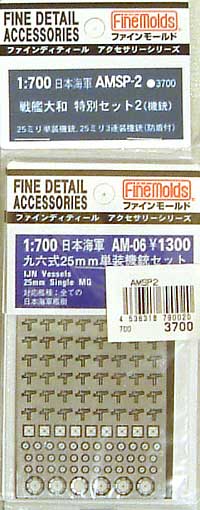 FINE DETAIL
ACCESSORIES
FineMolds
ファインモールド
ファインディティール アクセサリーシリーズ
1:700 日本海軍 AMSP-2 ●3700
戦艦大和 特別セット2(機銃)
25ミリ単装機銃、25ミリ3連装機銃(防盾付)
FINE DETAIL
ACCESSORIES
FineMolds
ファインモールド
ファインディティール アクセサリーシリーズ
1:700 日本海軍 AM-06 ¥1300
九六式25mm単装機銃セット
IJN Vessels
25mm Single MG
対応艦種:全ての
日本海軍艦艇
AMSP2
4 536318 790020
700 3700